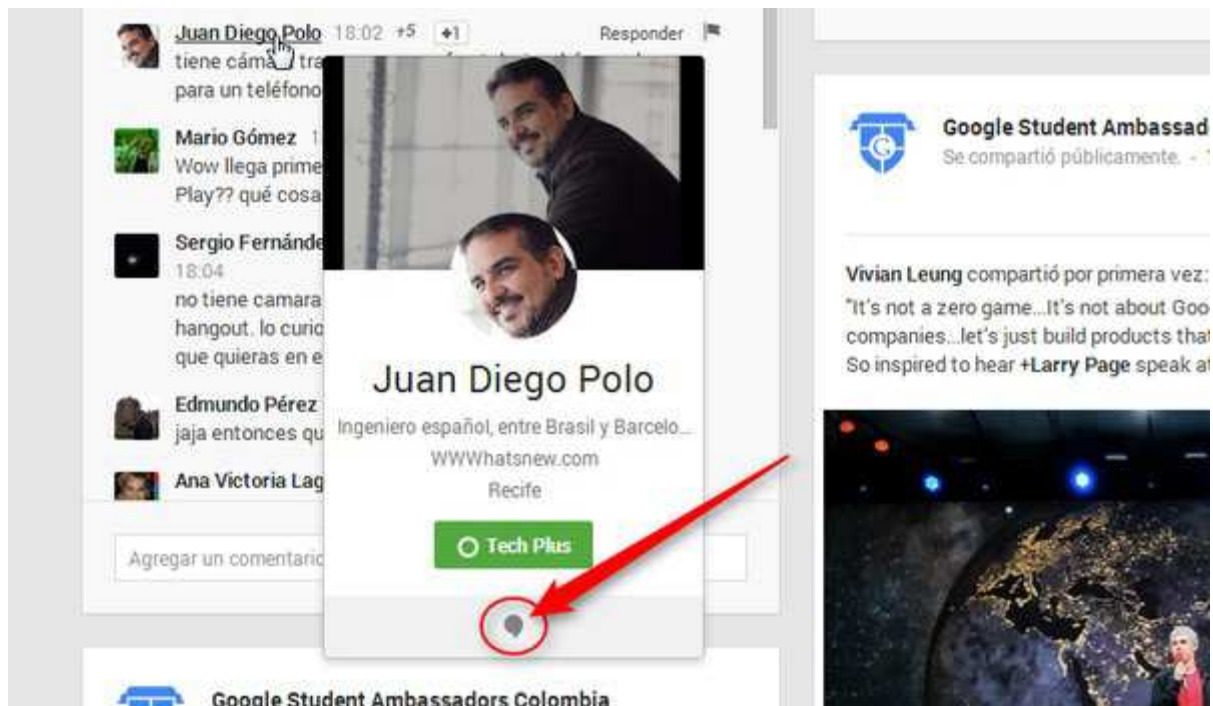 Juan Diego Polo 18:02 +5 +1 Responder
tiene cámara
para un teléfono
Mario Gómez
Wow llega prime
Play?? qué cosa
Sergio Fernánde
18:04
no tiene camara
hangout. lo curio
que quieras en e
Edmundo Pérez
jaja entonces qu
Ana Victoria Lag
Agregar un comentario
Juan Diego Polo
Ingeniero español, entre Brasil y Barcelo...
WWWhatsnew.com
Recife
Tech Plus
Google Student Ambassadors Colombia
Google Student Ambassad
Se compartió públicamente. -
Vivian Leung compartió por primera vez:
"It's not a zero game...It's not about Goo
companies...let's just build products that
So inspired to hear +Larry Page speak at